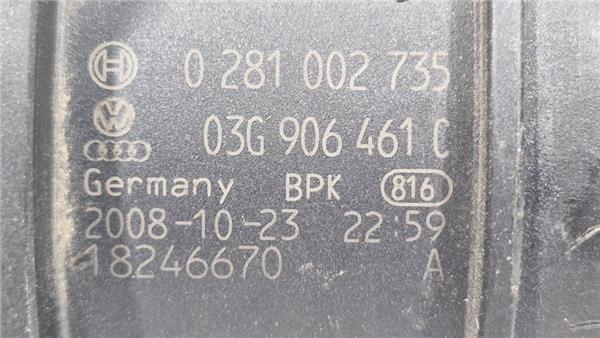 0 281 002 735
03G 906 461 C
Germany BPK 816
2008-10-23 22:59
18246670 A